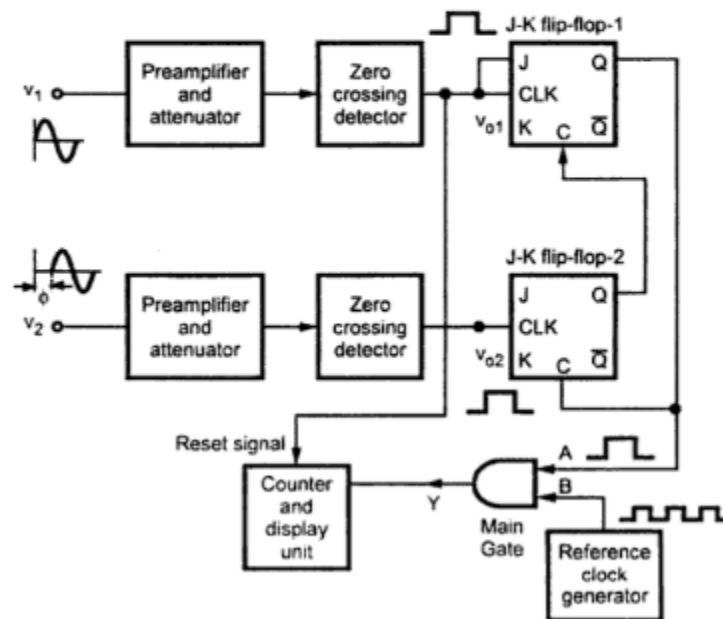 J-K flip-flop-1
v1
Preamplifier
and
attenuator
Zero
crossing
detector
J
Q
CLK
vo1
K
C
Q̅
J-K flip-flop-2
ϕ
v2
Preamplifier
and
attenuator
Zero
crossing
detector
J
Q
CLK
vo2
K
C
Q̅
Reset signal
A
B
Y
Counter
and
display
unit
Main
Gate
Reference
clock
generator